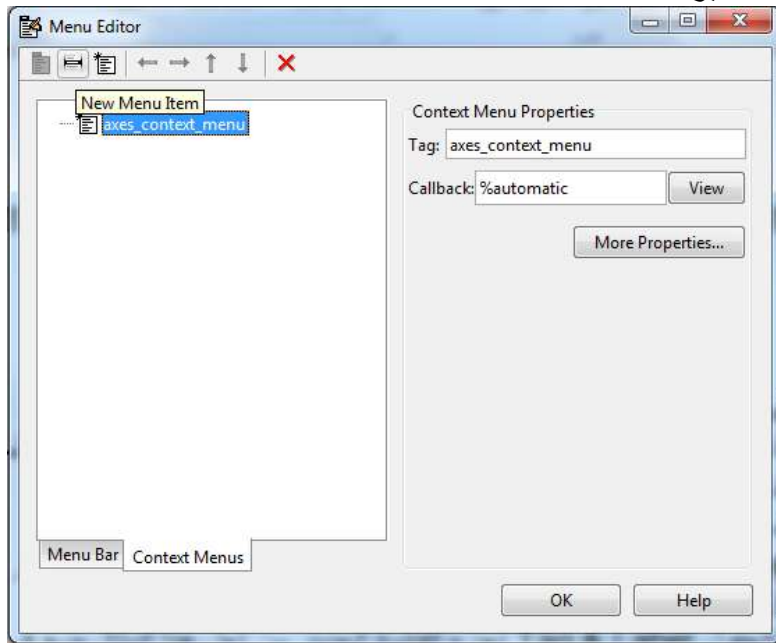 Menu Editor
New Menu Item
axes_context_menu
Context Menu Properties
Tag: axes_context_menu
Callback: %automatic View
More Properties...
Menu Bar Context Menus
OK Help